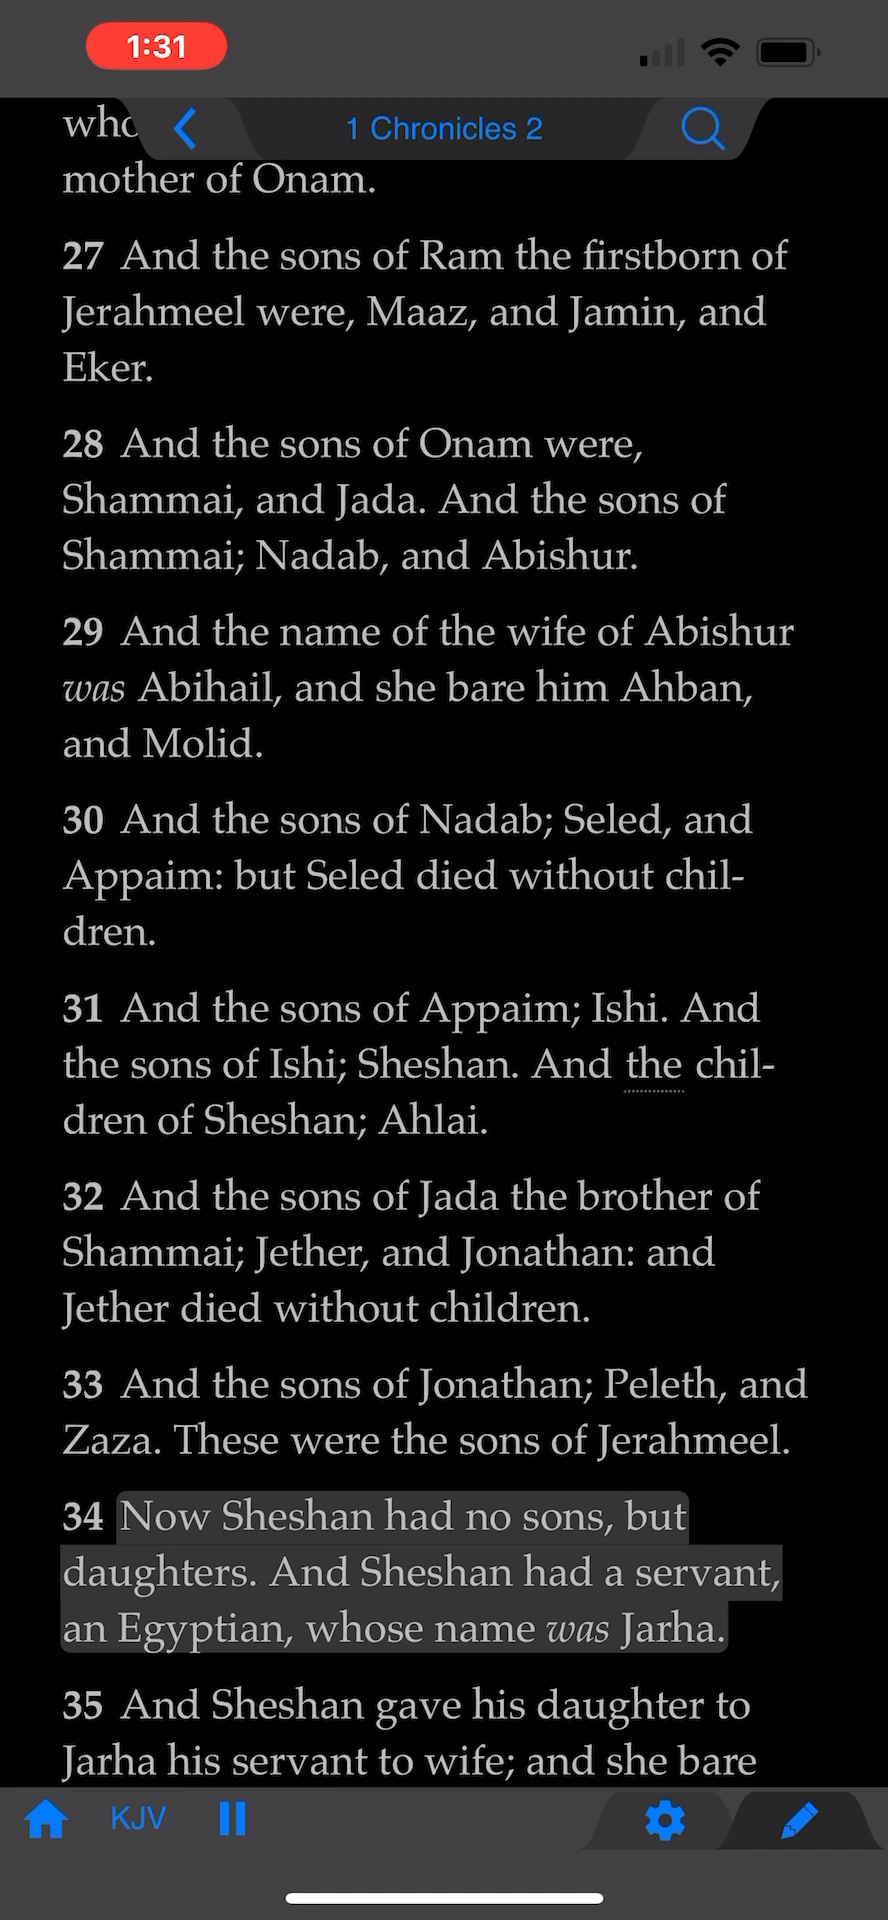 1:31
1 Chronicles 2
mother of Onam.
27 And the sons of Ram the firstborn of
Jerahmeel were, Maaz, and Jamin, and
Eker.
28 And the sons of Onam were,
Shammai, and Jada. And the sons of
Shammai; Nadab, and Abishur.
29 And the name of the wife of Abishur
was Abihail, and she bare him Ahban,
and Molid.
30 And the sons of Nadab; Seled, and
Appaim: but Seled died without chil-
dren.
31 And the sons of Appaim; Ishi. And
the sons of Ishi; Sheshan. And the chil-
dren of Sheshan; Ahlai.
32 And the sons of Jada the brother of
Shammai; Jether, and Jonathan: and
Jether died without children.
33 And the sons of Jonathan; Peleth, and
Zaza. These were the sons of Jerahmeel.
34 Now Sheshan had no sons, but
daughters. And Sheshan had a servant,
an Egyptian, whose name was Jarha.
35 And Sheshan gave his daughter to
Jarha his servant to wife; and she bare
KJV